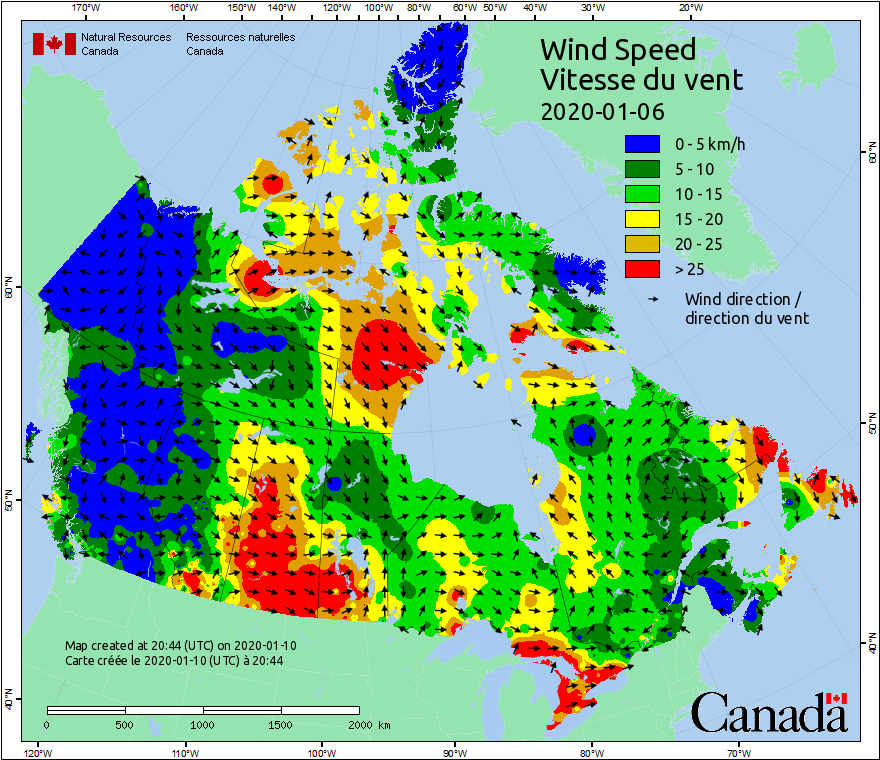 170°W 160°W 150°W 140°W 130°W 120°W 110°W 100°W 90°W 80°W 70°W 60°W 50°W 40°W 30°W 20°W
Natural Resources Canada
Ressources naturelles Canada
Wind Speed
Vitesse du vent
2020-01-06
0 - 5 km/h
5 - 10
10 - 15
15 - 20
20 - 25
> 25
Wind direction /
direction du vent
60°N
60°N
50°N
50°N
40°N
40°N
Map created at 20:44 (UTC) on 2020-01-10
Carte créée le 2020-01-10 (UTC) à 20:44
0 500 1000 1500 2000 km
Canada
120°W 110°W 100°W 90°W 80°W 70°W